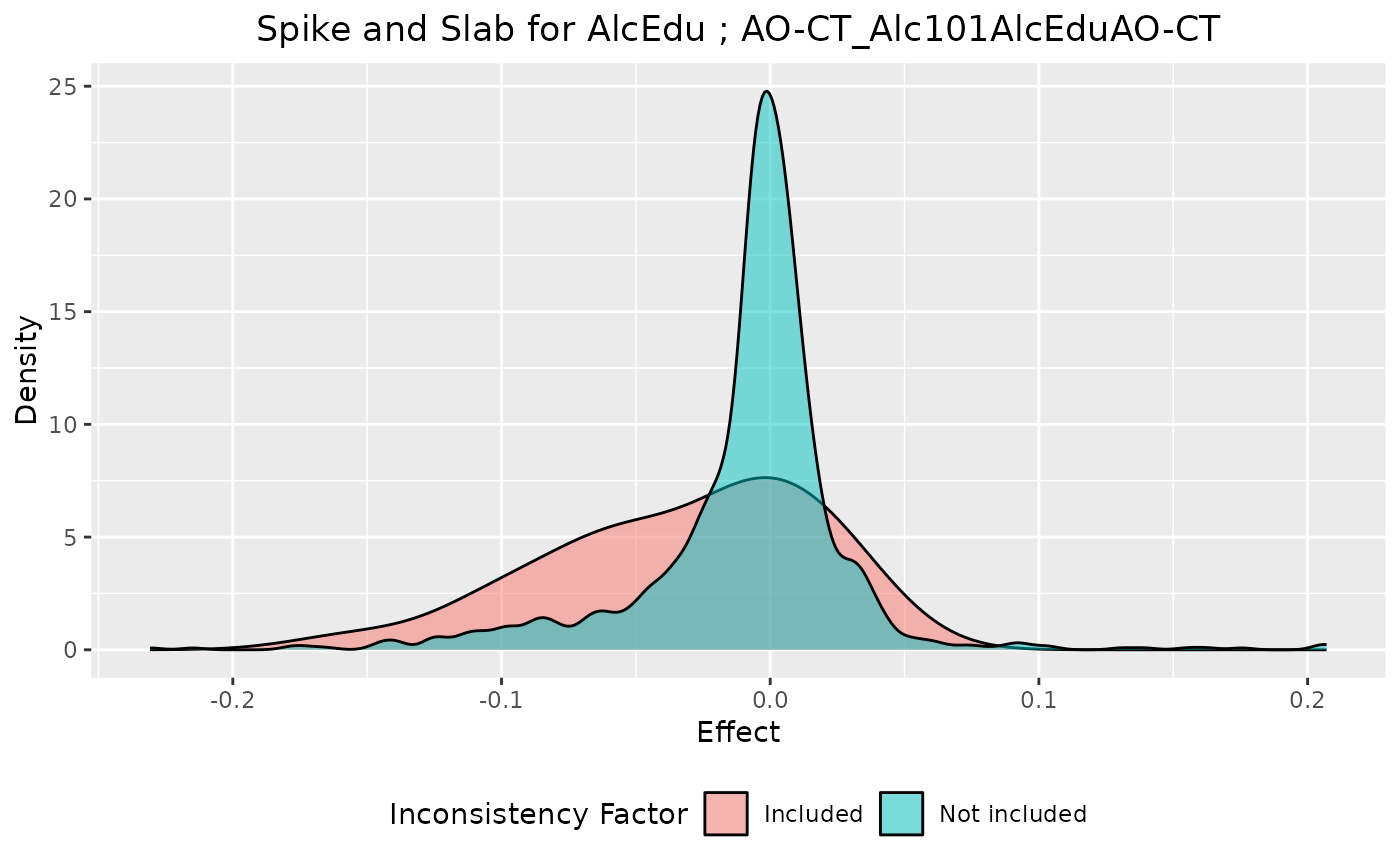 Spike and Slab for AlcEdu ; AO-CT_Alc101AlcEduAO-CT
25
20
15
10
5
0
Density
-0.2 -0.1 0.0 0.1 0.2
Effect
Inconsistency Factor Included Not included